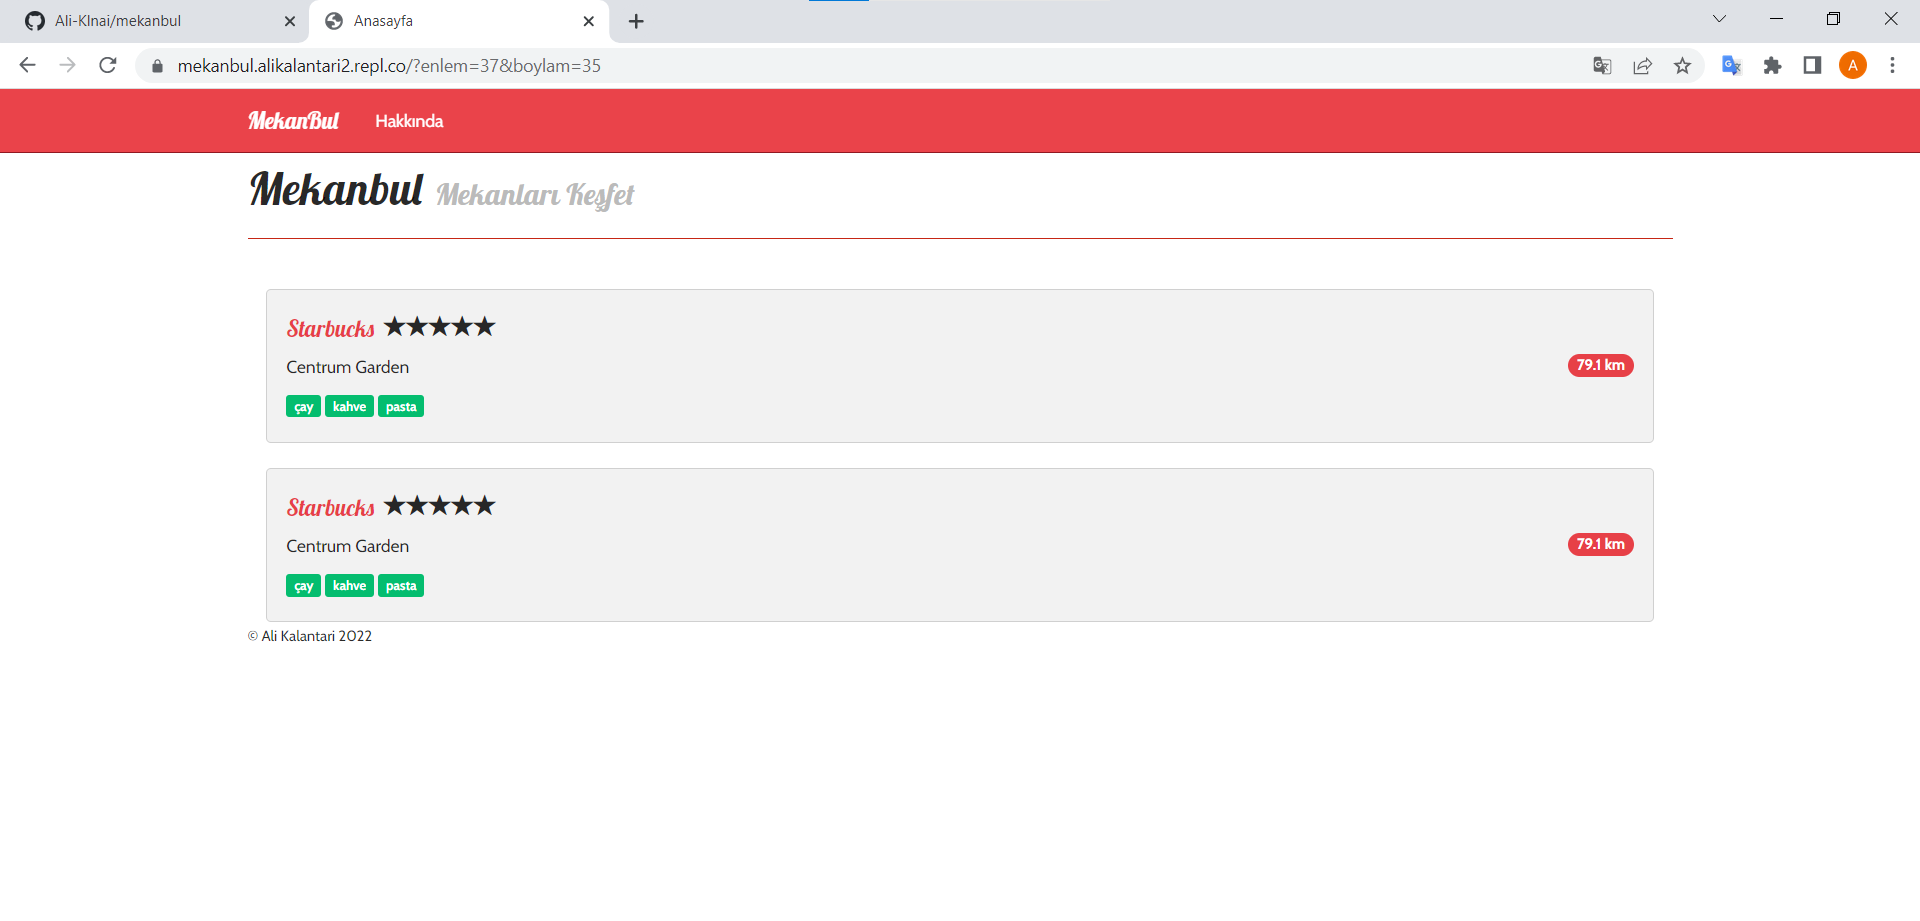 Ali-KInai/mekanbul
Anasayfa
mekanbul.alikalantari2.repl.co/?enlem=37&boylam=35
A
MekanBul Hakkında
Mekanbul Mekanları Keşfet
Starbucks ★★★★★
Centrum Garden
79.1 km
çay kahve pasta
Starbucks ★★★★★
Centrum Garden
79.1 km
çay kahve pasta
© Ali Kalantari 2022